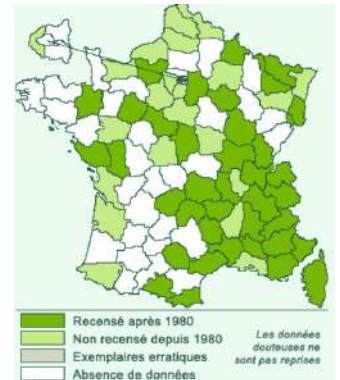 Recensé après 1980
Non recensé depuis 1980
Exemplaires erratiques
Absence de données
Les données
douteuses ne
sont pas reprises